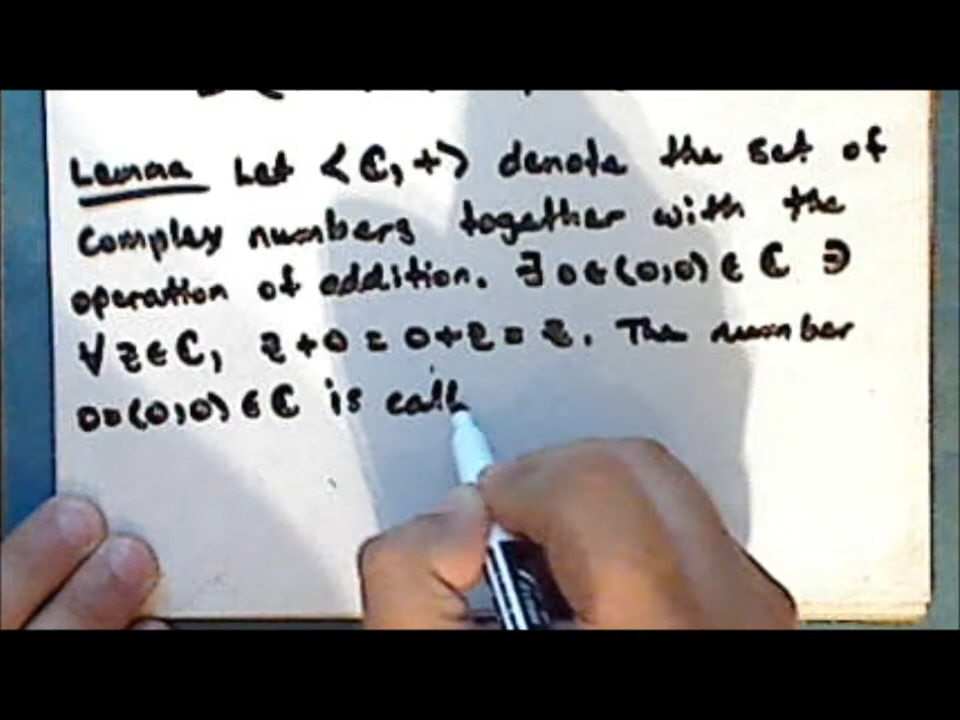 Lemma Let <ℂ, +> denote the set of
complex numbers together with the
operation of addition. ∃ 0=(0,0) ∈ ℂ ∋
∀ z ∈ ℂ, z + 0 = 0 + z = z. The number
0=(0,0) ∈ ℂ is call